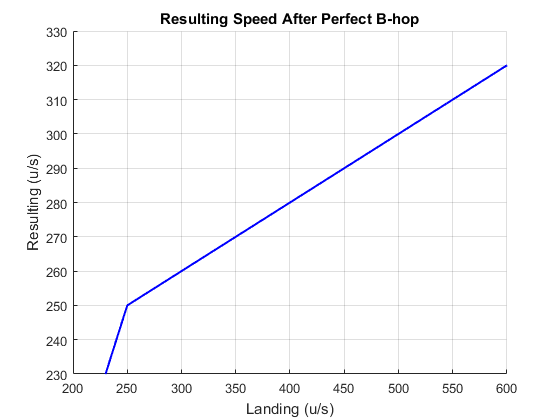 Resulting Speed After Perfect B-hop
330
320
310
300
290
280
270
260
250
240
230
Resulting (u/s)
200 250 300 350 400 450 500 550 600
Landing (u/s)